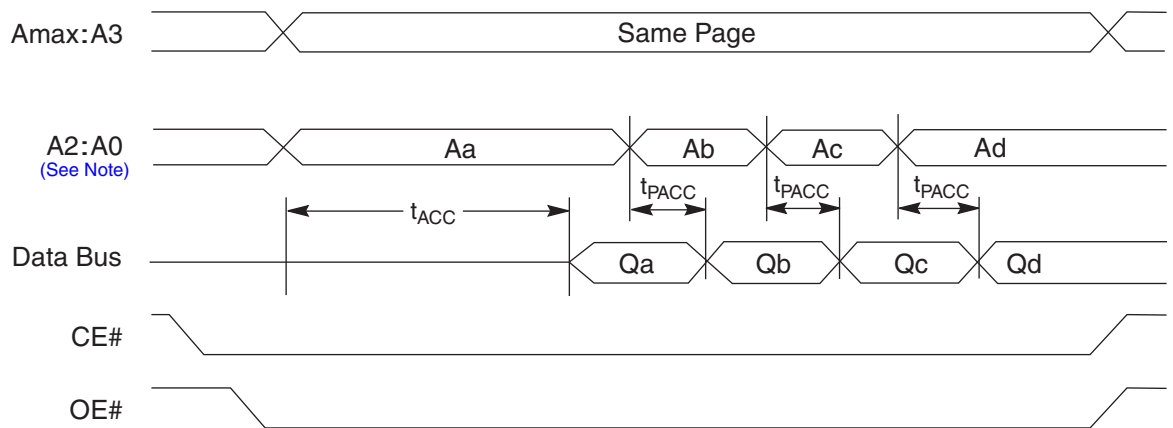 Amax:A3
Same Page
A2:A0
(See Note)
Aa
Ab
Ac
Ad
tACC
tPACC
tPACC
tPACC
Data Bus
Qa
Qb
Qc
Qd
CE#
OE#